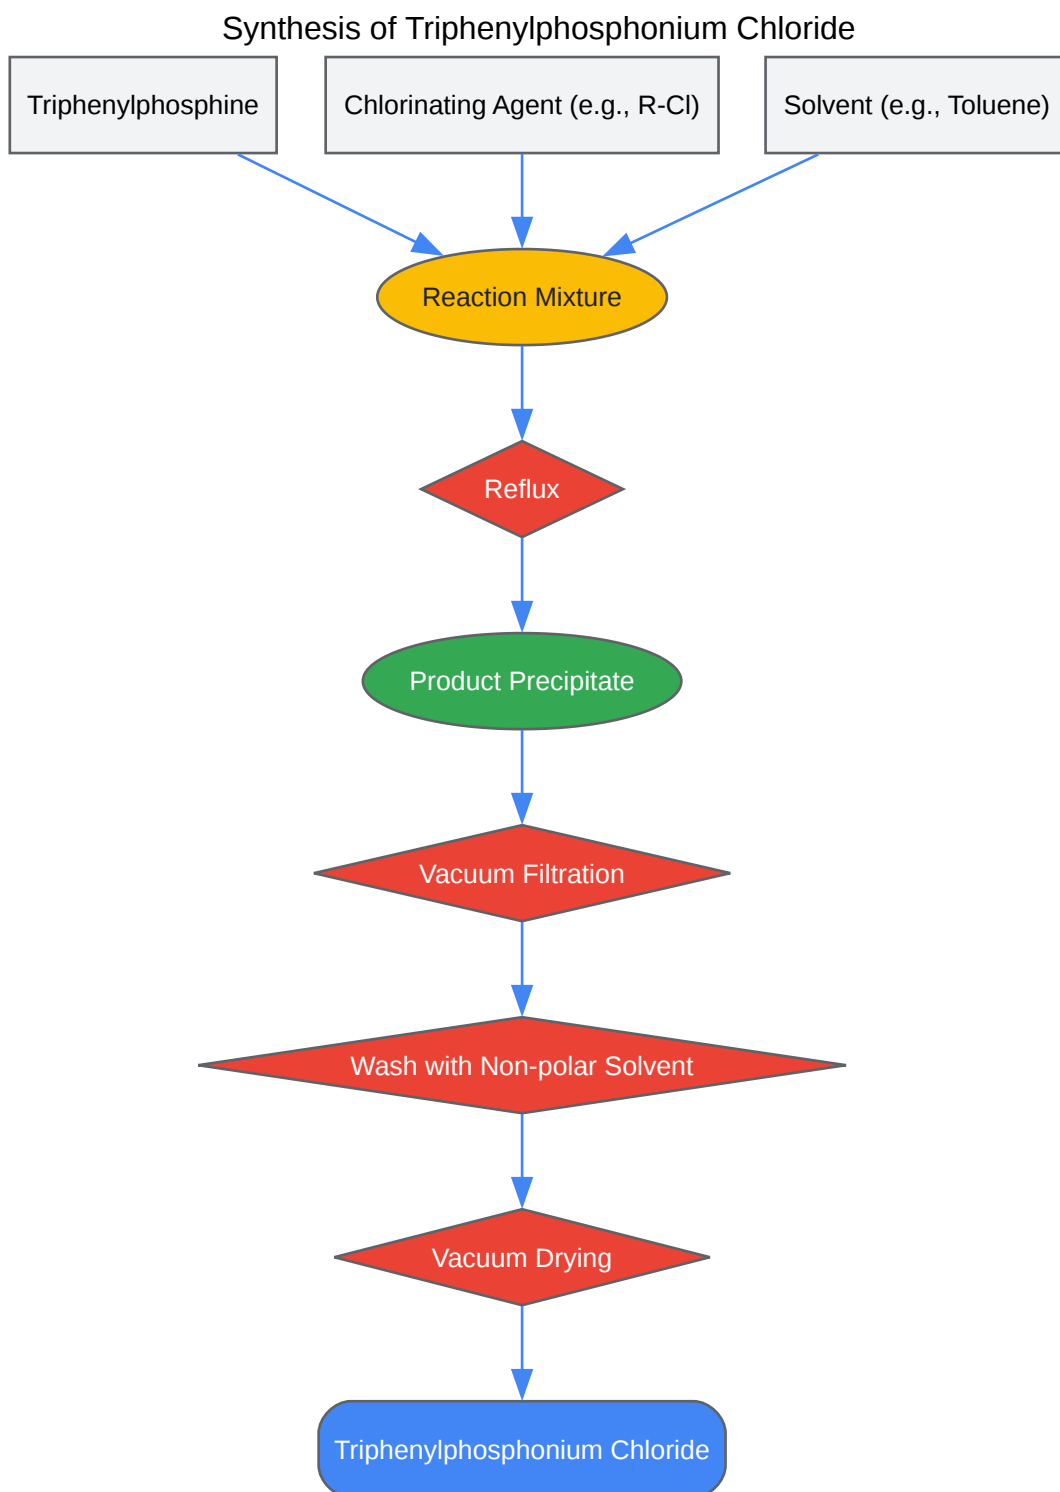 Synthesis of Triphenylphosphonium Chloride
Triphenylphosphine
Chlorinating Agent (e.g., R-Cl)
Solvent (e.g., Toluene)
Reaction Mixture
Reflux
Product Precipitate
Vacuum Filtration
Wash with Non-polar Solvent
Vacuum Drying
Triphenylphosphonium Chloride